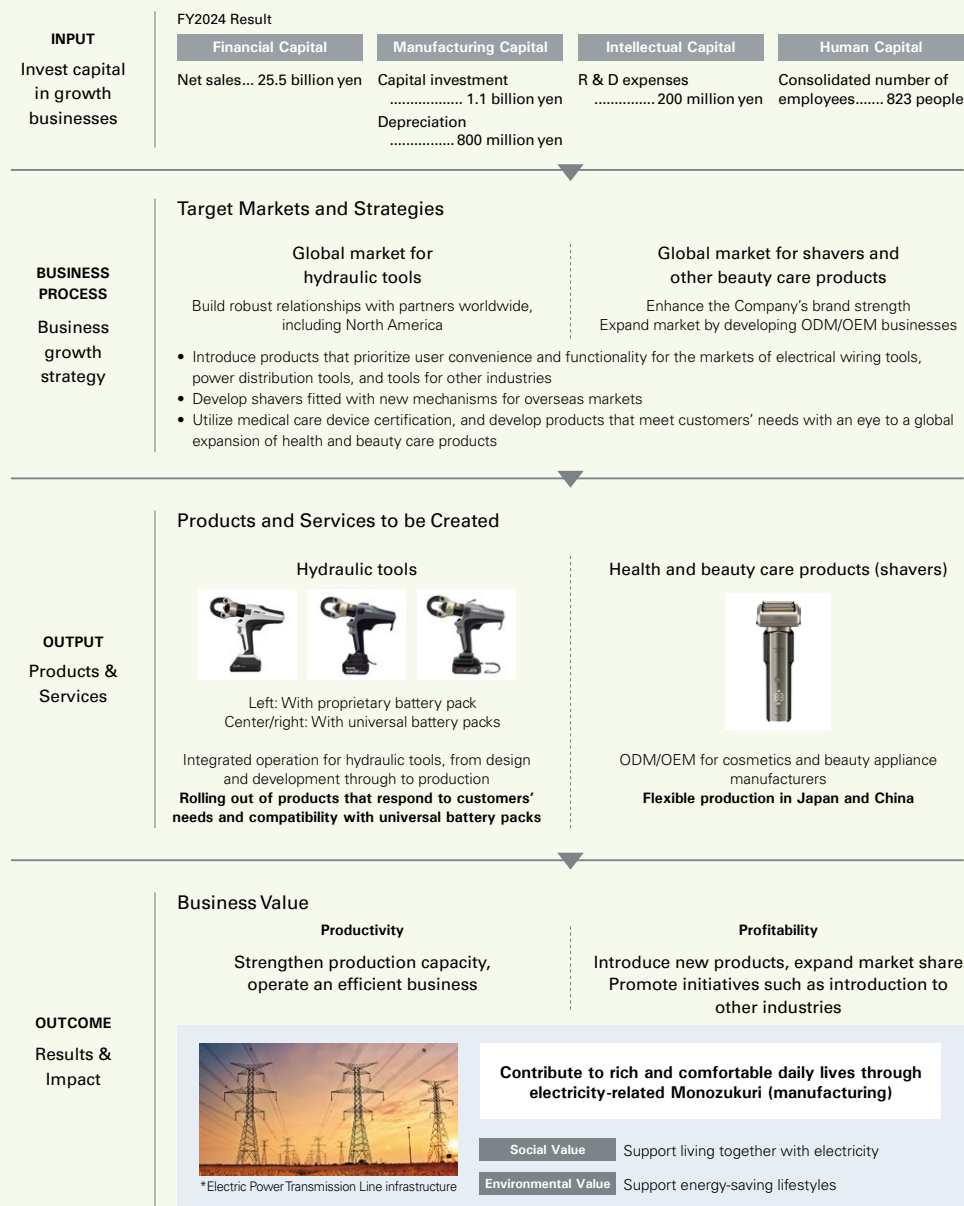 FY2024 Result
INPUT
Invest capital
in growth
businesses
Financial Capital
Net sales... 25.5 billion yen
Manufacturing Capital
Capital investment
.................. 1.1 billion yen
Depreciation
................ 800 million yen
Intellectual Capital
R & D expenses
............... 200 million yen
Human Capital
Consolidated number of
employees....... 823 people
BUSINESS
PROCESS
Business
growth
strategy
Target Markets and Strategies
Global market for
hydraulic tools
Build robust relationships with partners worldwide,
including North America
Global market for shavers and
other beauty care products
Enhance the Company's brand strength
Expand market by developing ODM/OEM businesses
• Introduce products that prioritize user convenience and functionality for the markets of electrical wiring tools,
power distribution tools, and tools for other industries
• Develop shavers fitted with new mechanisms for overseas markets
• Utilize medical care device certification, and develop products that meet customers' needs with an eye to a global
expansion of health and beauty care products
OUTPUT
Products &
Services
Products and Services to be Created
Hydraulic tools
Left: With proprietary battery pack
Center/right: With universal battery packs
Integrated operation for hydraulic tools, from design
and development through to production
Rolling out of products that respond to customers'
needs and compatibility with universal battery packs
Health and beauty care products (shavers)
ODM/OEM for cosmetics and beauty appliance
manufacturers
Flexible production in Japan and China
OUTCOME
Results &
Impact
Business Value
Productivity
Strengthen production capacity,
operate an efficient business
Profitability
Introduce new products, expand market share
Promote initiatives such as introduction to
other industries
*
*Electric Power Transmission Line infrastructure
Contribute to rich and comfortable daily lives through
electricity-related Monozukuri (manufacturing)
Social Value
Support living together with electricity
Environmental Value
Support energy-saving lifestyles